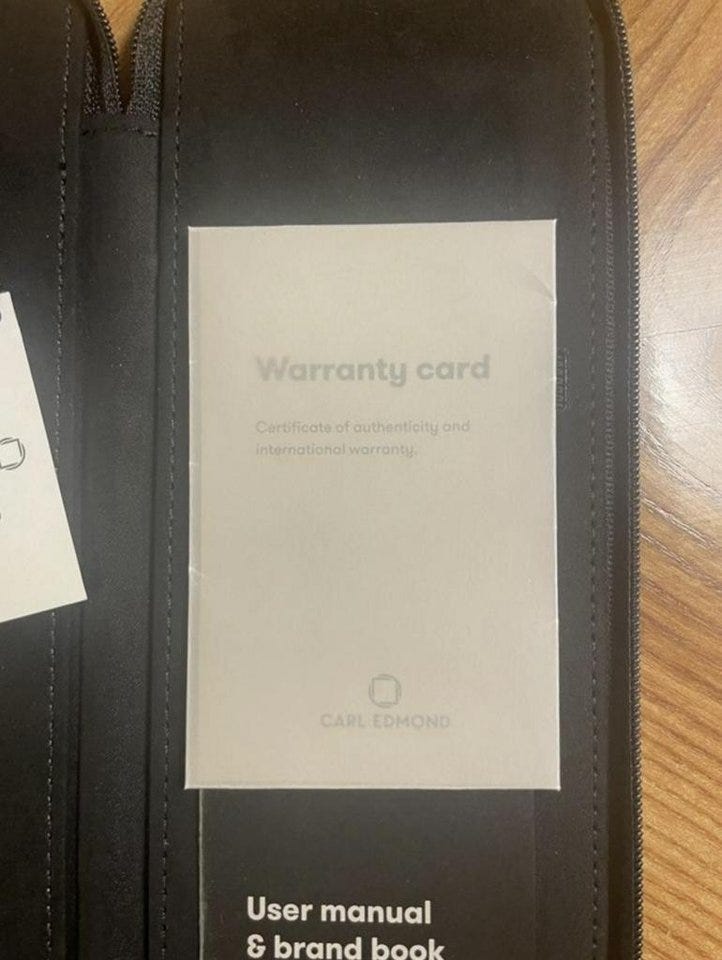 Warranty card
Certificate of authenticity and
international warranty.
CARL EDMOND
User manual
& brand book